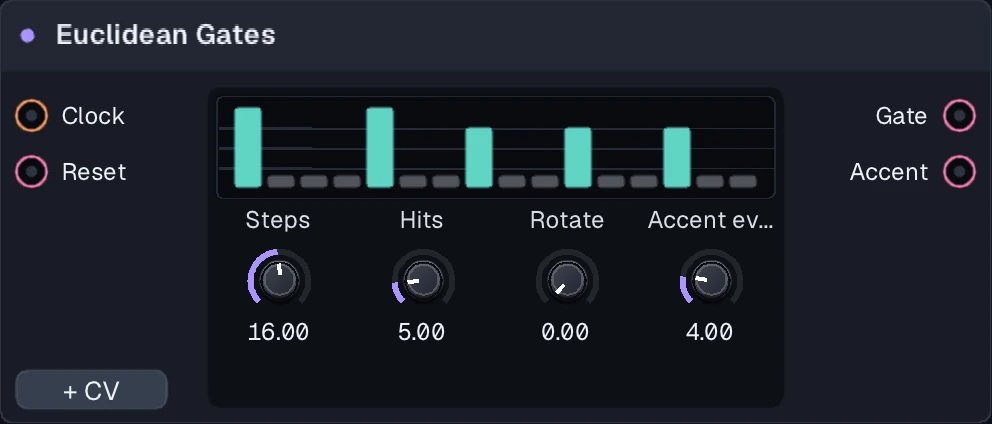 Euclidean Gates
Clock
Reset
Gate
Accent
Steps Hits Rotate Accent ev...
16.00 5.00 0.00 4.00
+ CV